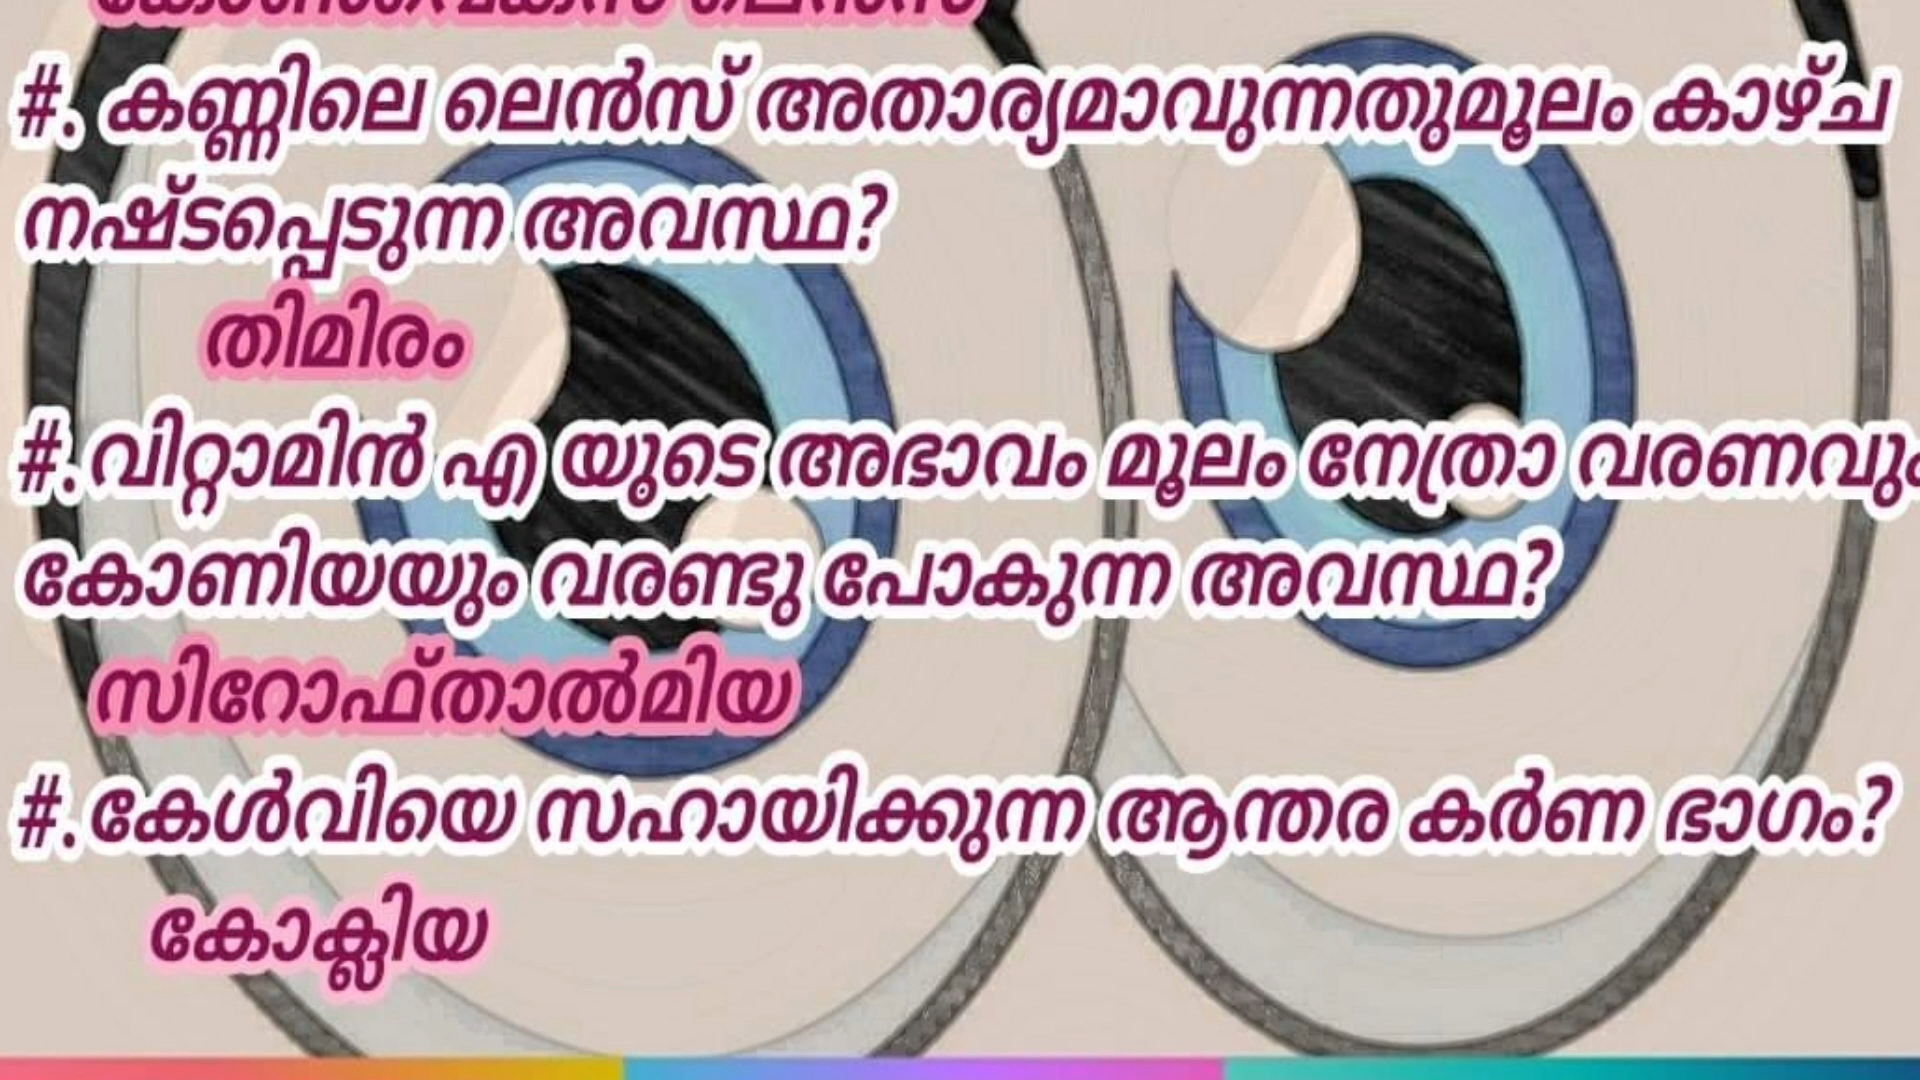 #. കണ്ണിലെ ലെൻസ് അതാര്യമാവുന്നതുമൂലം കാഴ്ച
നഷ്ടപ്പെടുന്ന അവസ്ഥ?
തിമിരം
#.വിറ്റാമിൻ എ യുടെ അഭാവം മൂലം നേത്രാ വരണവും
കോണിയയും വരണ്ടു പോകുന്ന അവസ്ഥ?
സിറോഫ്താൽമിയ
#.കേൾവിയെ സഹായിക്കുന്ന ആന്തര കർണ ഭാഗം?
കോക്ലിയ